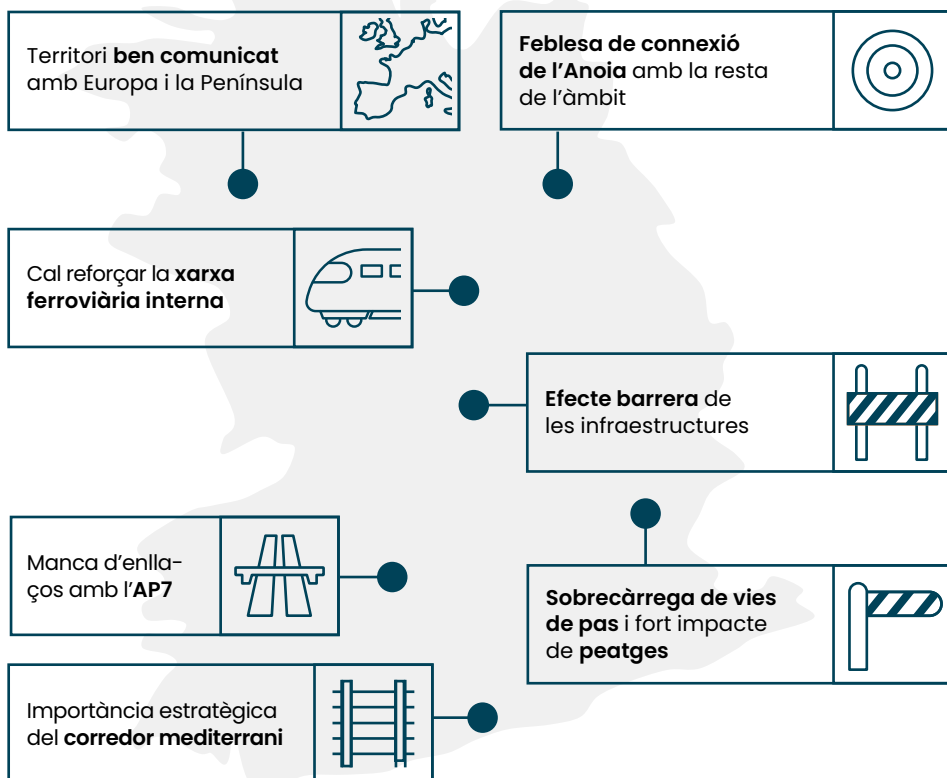 Territori ben comunicat
amb Europa i la Península
Feblesa de connexió
de l’Anoia amb la resta
de l’àmbit
Cal reforçar la xarxa
ferroviària interna
Efecte barrera de
les infraestructures
Manca d’enlla-
ços amb l’AP7
Sobrecàrrega de vies
de pas i fort impacte
de peatges
Importància estratègica
del corredor mediterrani